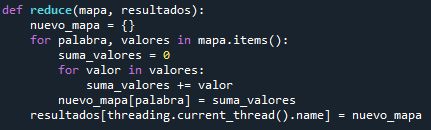 def reduce(mapa, resultados):
    nuevo_mapa = {}
    for palabra, valores in mapa.items():
        suma_valores = 0
        for valor in valores:
            suma_valores += valor
        nuevo_mapa[palabra] = suma_valores
    resultados[threading.current_thread().name] = nuevo_mapa